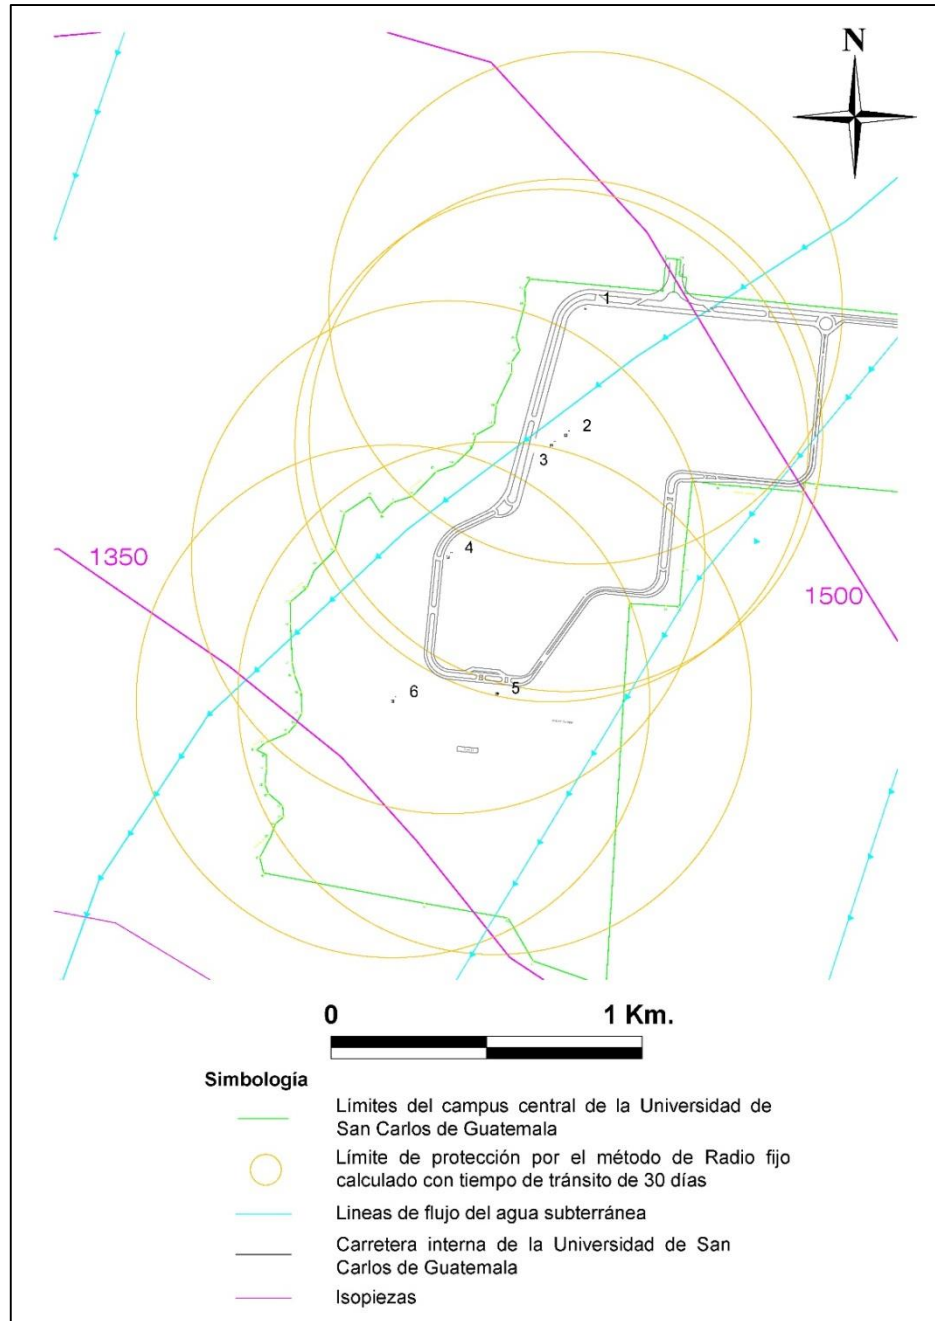 N
1
2
3
1350
4
1500
6
5
0 1 Km.
Simbología
Límites del campus central de la Universidad de
San Carlos de Guatemala
Límite de protección por el método de Radio fijo
calculado con tiempo de tránsito de 30 días
Lineas de flujo del agua subterránea
Carretera interna de la Universidad de San
Carlos de Guatemala
Isopiezas